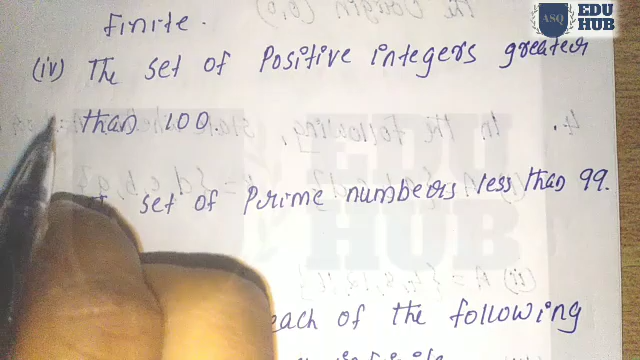 ASQ EDU HUB
finite.
(iv) The set of Positive integers greater
than 100
set of Prime numbers less than 99.
each of the following